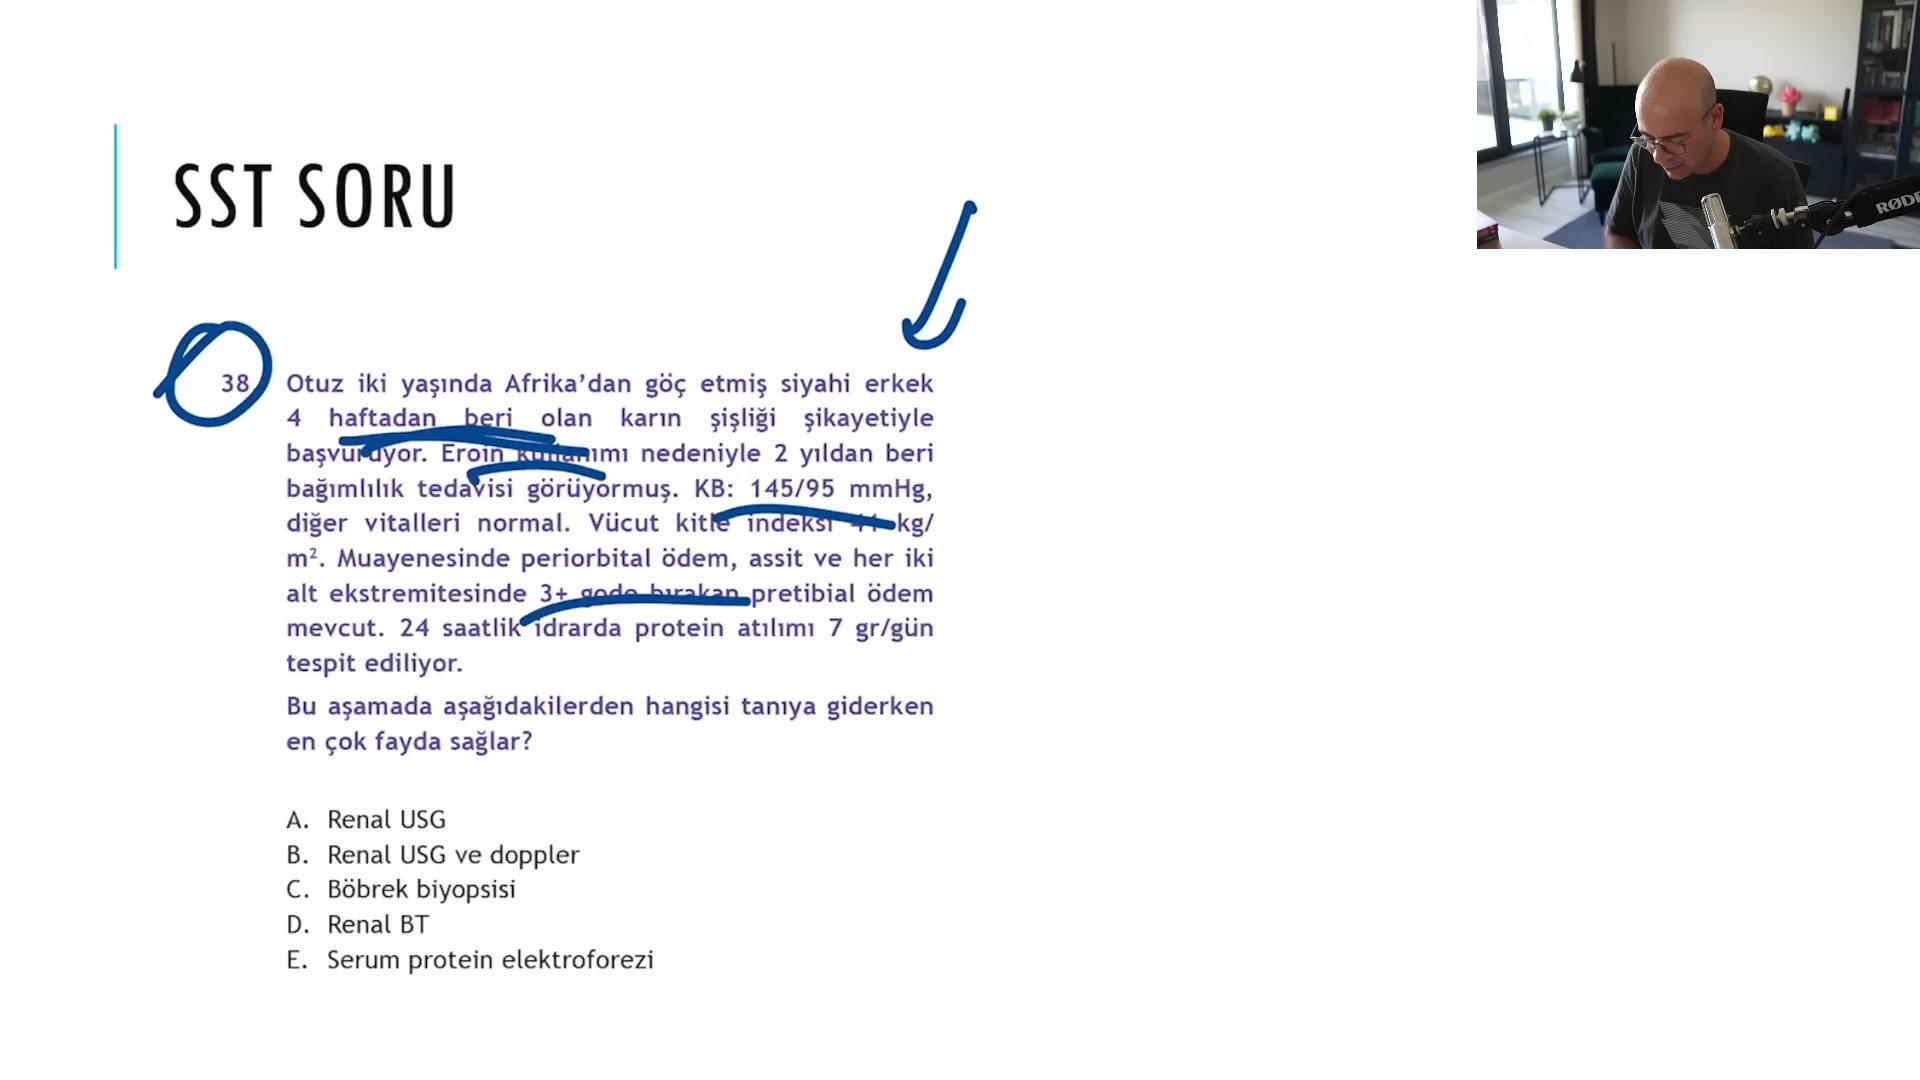 SST SORU
RØDE
38. Otuz iki yaşında Afrika’dan göç etmiş siyahi erkek
4 haftadan beri olan karın şişliği şikayetiyle
başvuruyor. Eroin kullanımı nedeniyle 2 yıldan beri
bağımlılık tedavisi görüyormuş. KB: 145/95 mmHg,
diğer vitalleri normal. Vücut kitle indeksi kg/
m². Muayenesinde periorbital ödem, assit ve her iki
alt ekstremitesinde 3+ gode bırakan pretibial ödem
mevcut. 24 saatlik idrarda protein atılımı 7 gr/gün
tespit ediliyor.
Bu aşamada aşağıdakilerden hangisi tanıya giderken
en çok fayda sağlar?
A. Renal USG
B. Renal USG ve doppler
C. Böbrek biyopsisi
D. Renal BT
E. Serum protein elektroforezi